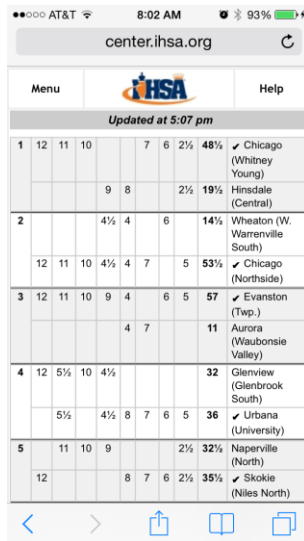 AT&T 8:02 AM 93%
center.ihsa.org
Menu IHSA Help
Updated at 5:07 pm
1 12 11 10 7 6 2½ 48½ ✔ Chicago
(Whitney
Young)
9 8 2½ 19½ Hinsdale
(Central)
2 4½ 4 6 14½ Wheaton (W.
Warrenville
South)
12 11 10 4½ 4 7 5 53½ ✔ Chicago
(Northside)
3 12 11 10 9 4 6 5 57 ✔ Evanston
(Twp.)
4 7 11 Aurora
(Waubonsie
Valley)
4 12 5½ 10 4½ 32 Glenview
(Glenbrook
South)
5½ 4½ 8 7 6 5 36 ✔ Urbana
(University)
5 11 10 9 2½ 32½ Naperville
(North)
12 8 7 6 2½ 35½ ✔ Skokie
(Niles North)